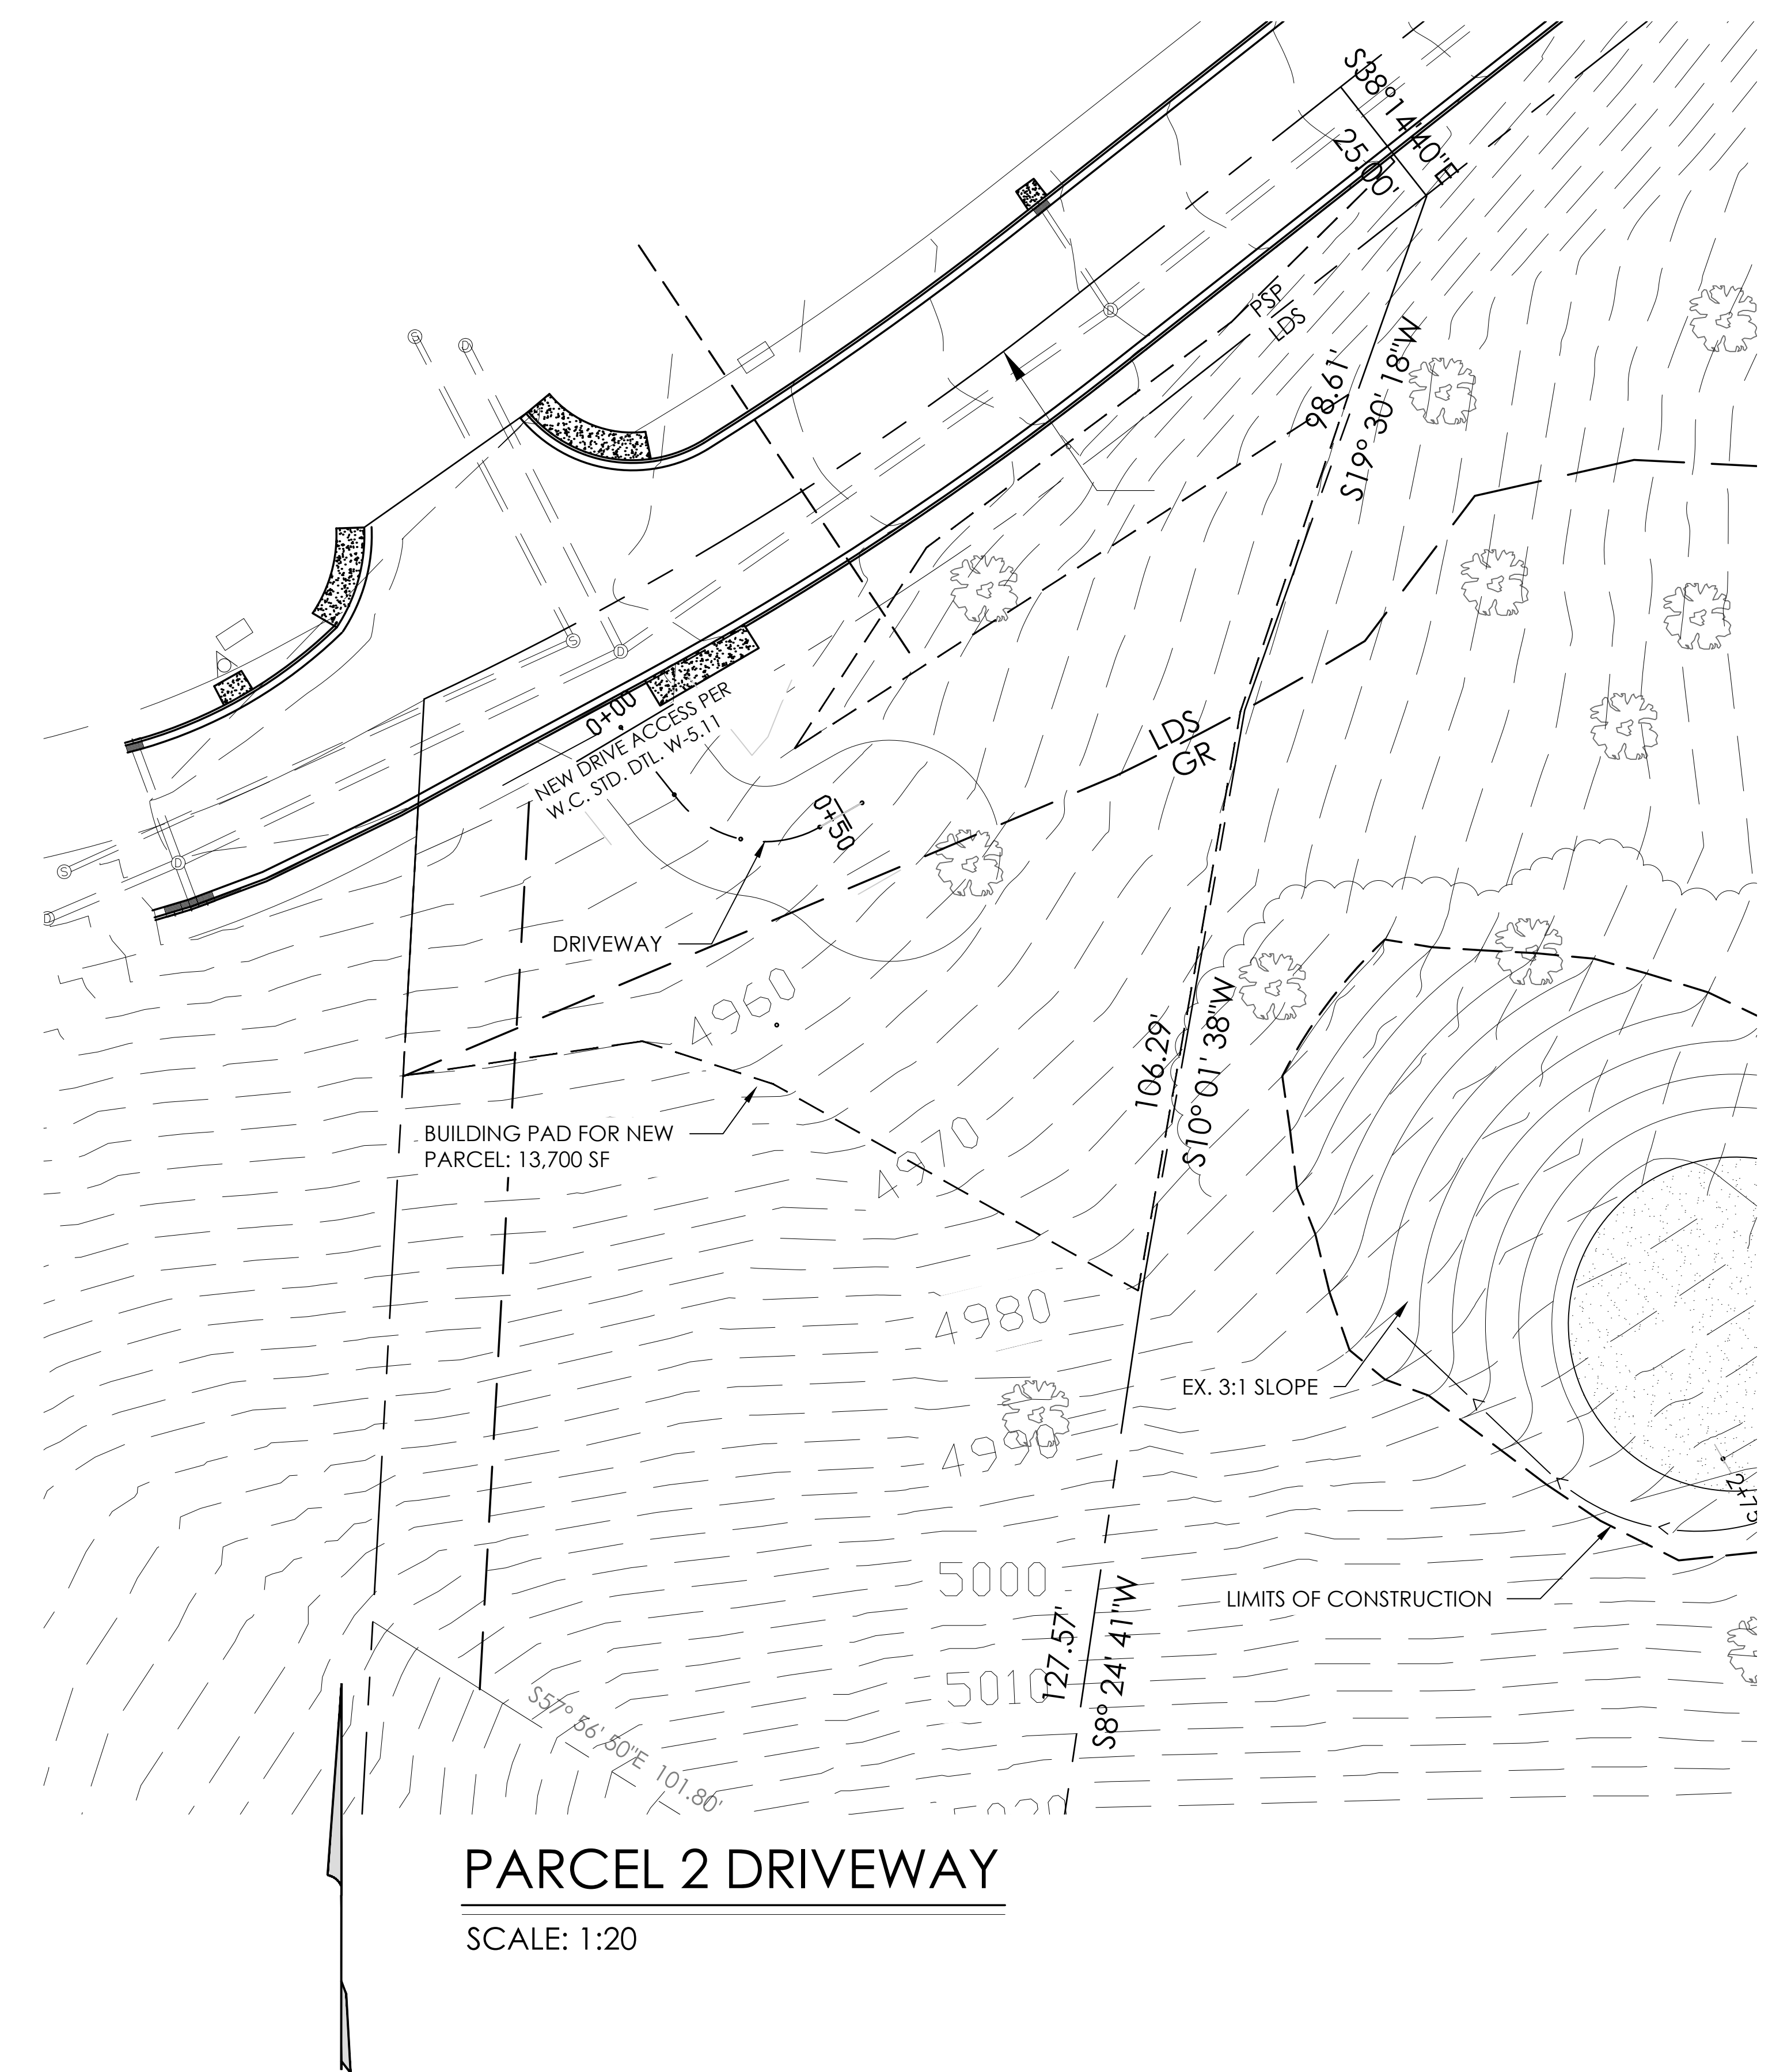 S38°14'40"E
25.00'
PSP
LDS
98.61'
S19° 30' 18"W
S
D
D
S
D
0+00
NEW DRIVE ACCESS PER
W.C. STD. DTL. W-5.11
LDS
GR
0+50
S
D
D
DRIVEWAY
4960
106.29'
S10° 01' 38"W
BUILDING PAD FOR NEW
PARCEL: 13,700 SF
4970
4980
EX. 3:1 SLOPE
4990
5000
LIMITS OF CONSTRUCTION
127.57'
S8° 24' 41"W
5010
S57° 56' 50"E 101.80'
5020
PARCEL 2 DRIVEWAY
SCALE: 1:20